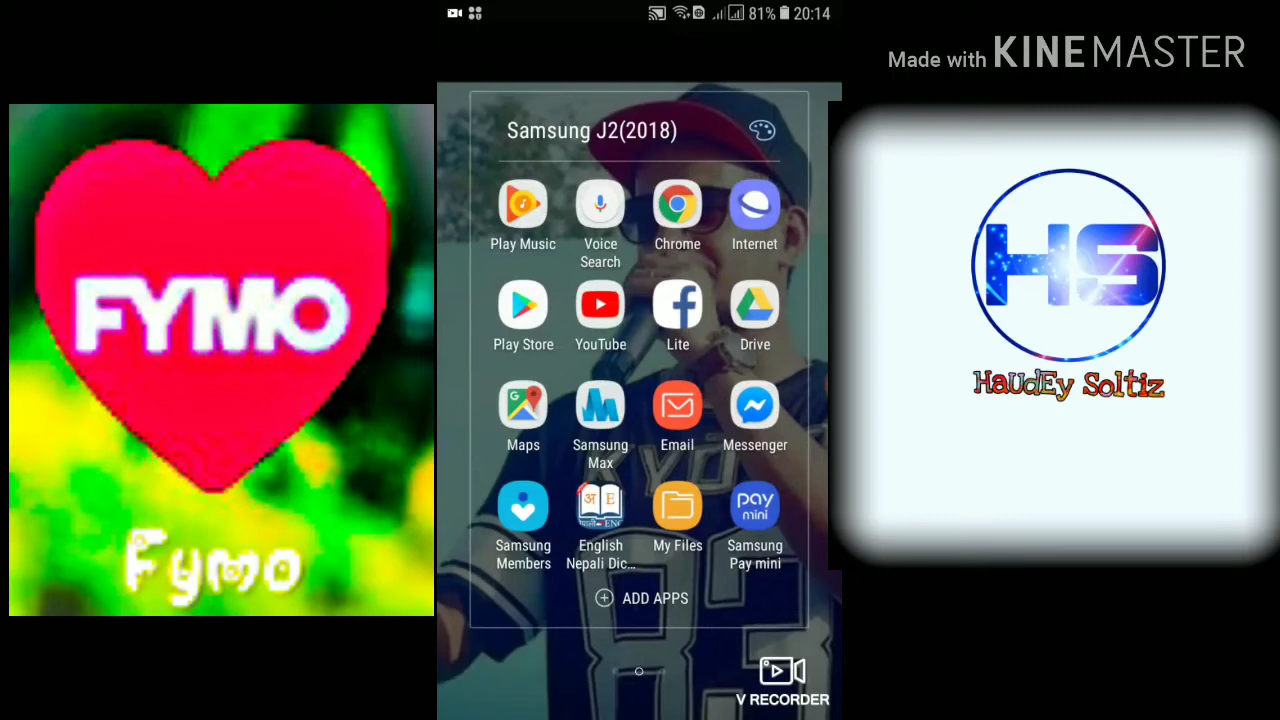 81% 20:14
Made with KINEMASTER
Samsung J2(2018)
Play Music
Voice
Search
Chrome
Internet
Play Store
YouTube
Lite
Drive
Maps
Samsung
Max
Email
Messenger
Samsung
Members
English
Nepali Dic...
My Files
pay
mini
Samsung
Pay mini
ADD APPS
V RECORDER
FYMO
Fymo
HS
HaUdEy Soltiz